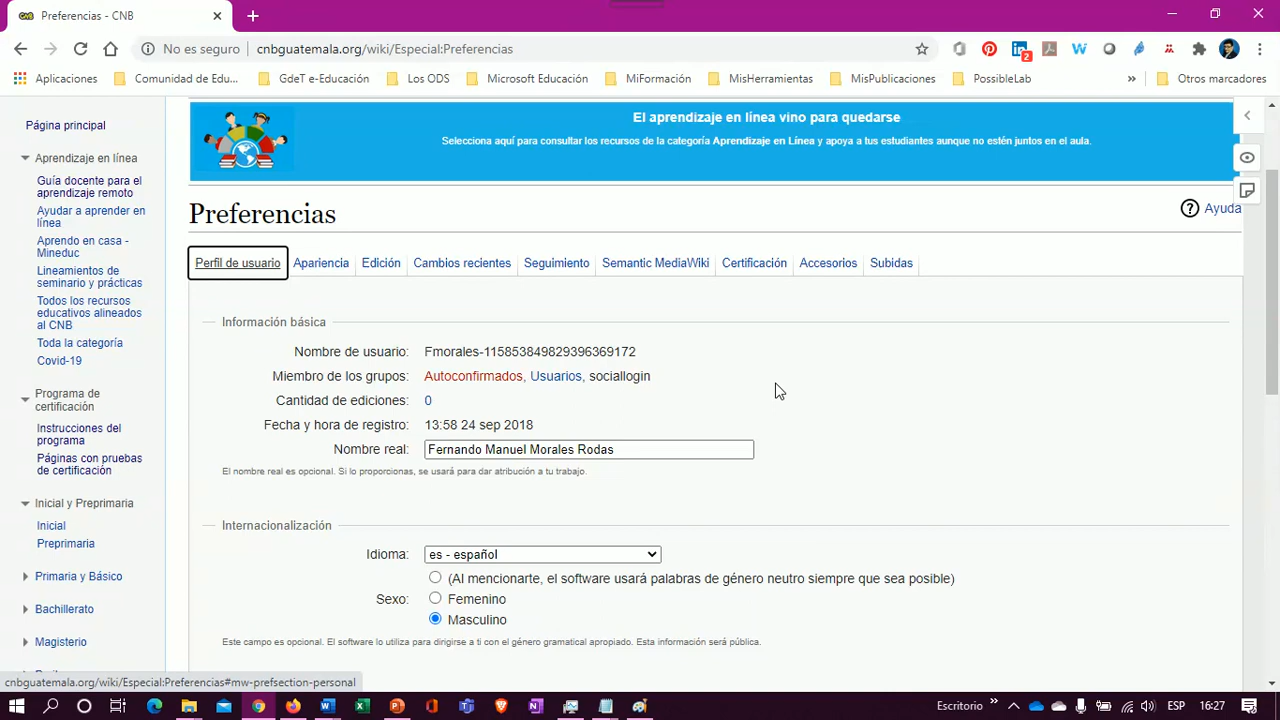 Preferencias - CNB
No es seguro
cnbguatemala.org/wiki/Especial:Preferencias
2
Aplicaciones
Comunidad de Edu...
GdeT e-Educación
Los ODS
Microsoft Educación
MiFormación
MisHerramientas
MisPublicaciones
PossibleLab
»
Otros marcadores
Página principal
Aprendizaje en línea
Guía docente para el
aprendizaje remoto
Ayudar a aprender en
línea
Aprendo en casa -
Mineduc
Lineamientos de
seminario y prácticas
Todos los recursos
educativos alineados
al CNB
Toda la categoría
Covid-19
Programa de
certificación
Instrucciones del
programa
Páginas con pruebas
de certificación
Inicial y Preprimaria
Inicial
Preprimaria
Primaria y Básico
Bachillerato
Magisterio
El aprendizaje en línea vino para quedarse
Selecciona aquí para consultar los recursos de la categoría Aprendizaje en Línea y apoya a tus estudiantes aunque no estén juntos en el aula.
Preferencias
Ayuda
Perfil de usuario
Apariencia
Edición
Cambios recientes
Seguimiento
Semantic MediaWiki
Certificación
Accesorios
Subidas
Información básica
Nombre de usuario: Fmorales-115853849829396369172
Miembro de los grupos: Autoconfirmados, Usuarios, sociallogin
Cantidad de ediciones: 0
Fecha y hora de registro: 13:58 24 sep 2018
Nombre real: Fernando Manuel Morales Rodas
El nombre real es opcional. Si lo proporcionas, se usará para dar atribución a tu trabajo.
Internacionalización
Idioma: es - español
(Al mencionarte, el software usará palabras de género neutro siempre que sea posible)
Sexo: Femenino
Masculino
Este campo es opcional. El software lo utiliza para dirigirse a ti con el género gramatical apropiado. Esta información será pública.
cnbguatemala.org/wiki/Especial:Preferencias#mw-prefsection-personal
Escritorio
»
ESP
16:27